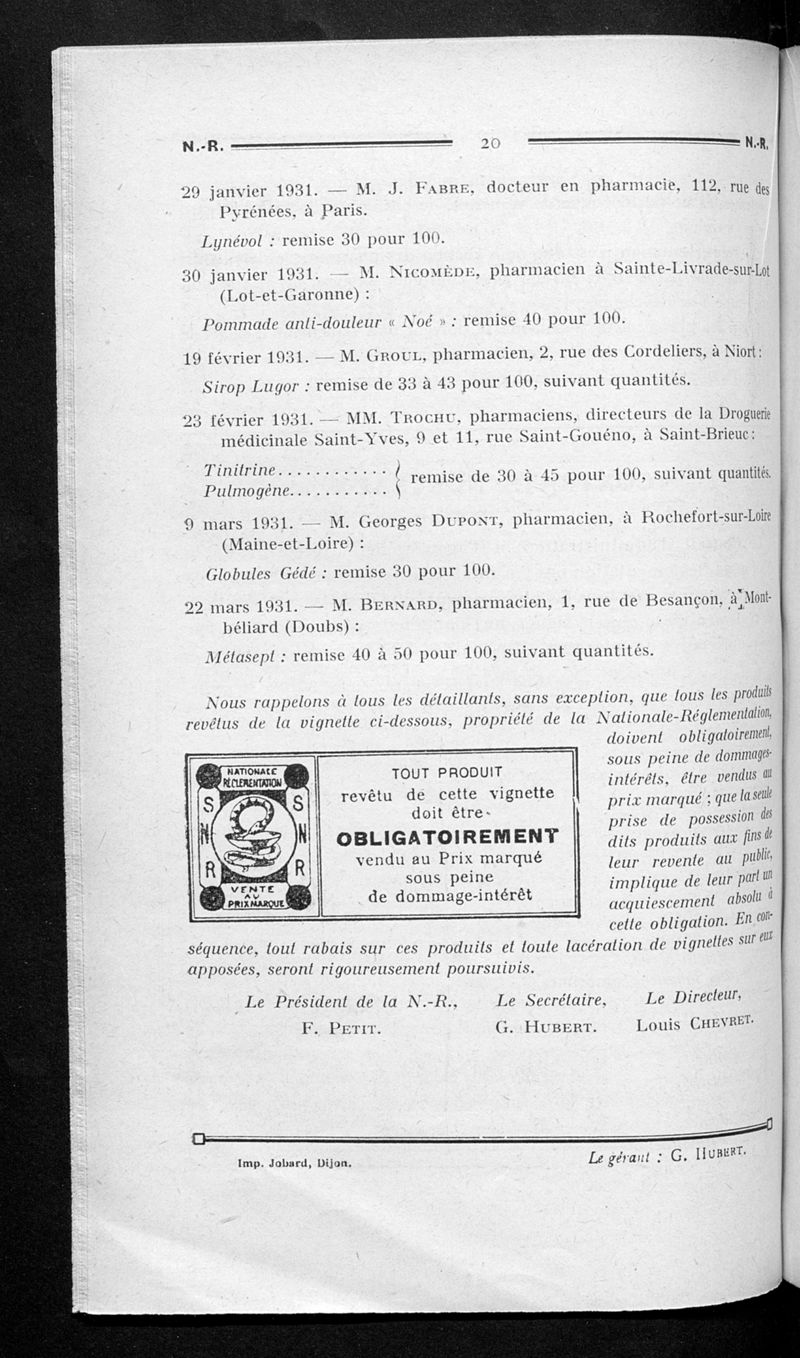 N.-R. 20 N.-R.
29 janvier 1931. — M. J. FABRE, docteur en pharmacie, 112, rue des
Pyrénées, à Paris.
Lynévol : remise 30 pour 100.
30 janvier 1931. — M. NICOMÈDE, pharmacien à Sainte-Livrade-sur-Lot
(Lot-et-Garonne) :
Pommade anti-douleur « Noé » : remise 40 pour 100.
19 février 1931. — M. GROUL, pharmacien, 2, rue des Cordeliers, à Niort :
Sirop Lugor : remise de 33 à 43 pour 100, suivant quantités.
23 février 1931. — MM. TROCHU, pharmaciens, directeurs de la Droguerie
médicinale Saint-Yves, 9 et 11, rue Saint-Gouéno, à Saint-Brieuc :
Tinitrine............
Pulmogène...........
remise de 30 à 45 pour 100, suivant quantités.
9 mars 1931. — M. Georges DUPONT, pharmacien, à Rochefort-sur-Loire
(Maine-et-Loire) :
Globules Gédé : remise 30 pour 100.
22 mars 1931. — M. BERNARD, pharmacien, 1, rue de Besançon, à Mont-
béliard (Doubs) :
Métasept : remise 40 à 50 pour 100, suivant quantités.
Nous rappelons à tous les détaillants, sans exception, que tous les produits
revêtus de la vignette ci-dessous, propriété de la Nationale-Réglementation,
doivent obligatoirement,
sous peine de dommages-
intérêts, être vendus au
prix marqué ; que la seule
prise de possession des
dits produits aux fins de
leur revente au public,
implique de leur part un
acquiescement absolu à
cette obligation. En con-
séquence, tout rabais sur ces produits et toute lacération de vignettes sur eux
apposées, seront rigoureusement poursuivis.
NATIONALE
RÉGLEMENTATION
S S
N N
R R
VENTE
AU
PRIX MARQUÉ
TOUT PRODUIT
revêtu de cette vignette
doit être
OBLIGATOIREMENT
vendu au Prix marqué
sous peine
de dommage-intérêt
Le Président de la N.-R., Le Secrétaire, Le Directeur,
F. PETIT. G. HUBERT. Louis CHEVRET.
Imp. Jobard, Dijon. Le gérant : G. HUBERT.